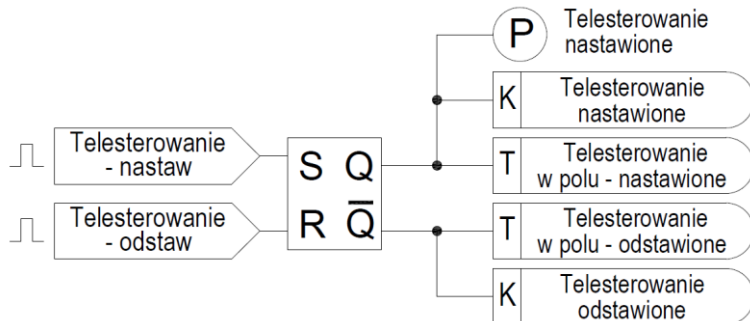 P
Telesterowanie
nastawione
K
Telesterowanie
nastawione
Telesterowanie
- nastaw
S Q
T
Telesterowanie
w polu - nastawione
Telesterowanie
- odstaw
R Q̅
T
Telesterowanie
w polu - odstawione
K
Telesterowanie
odstawione